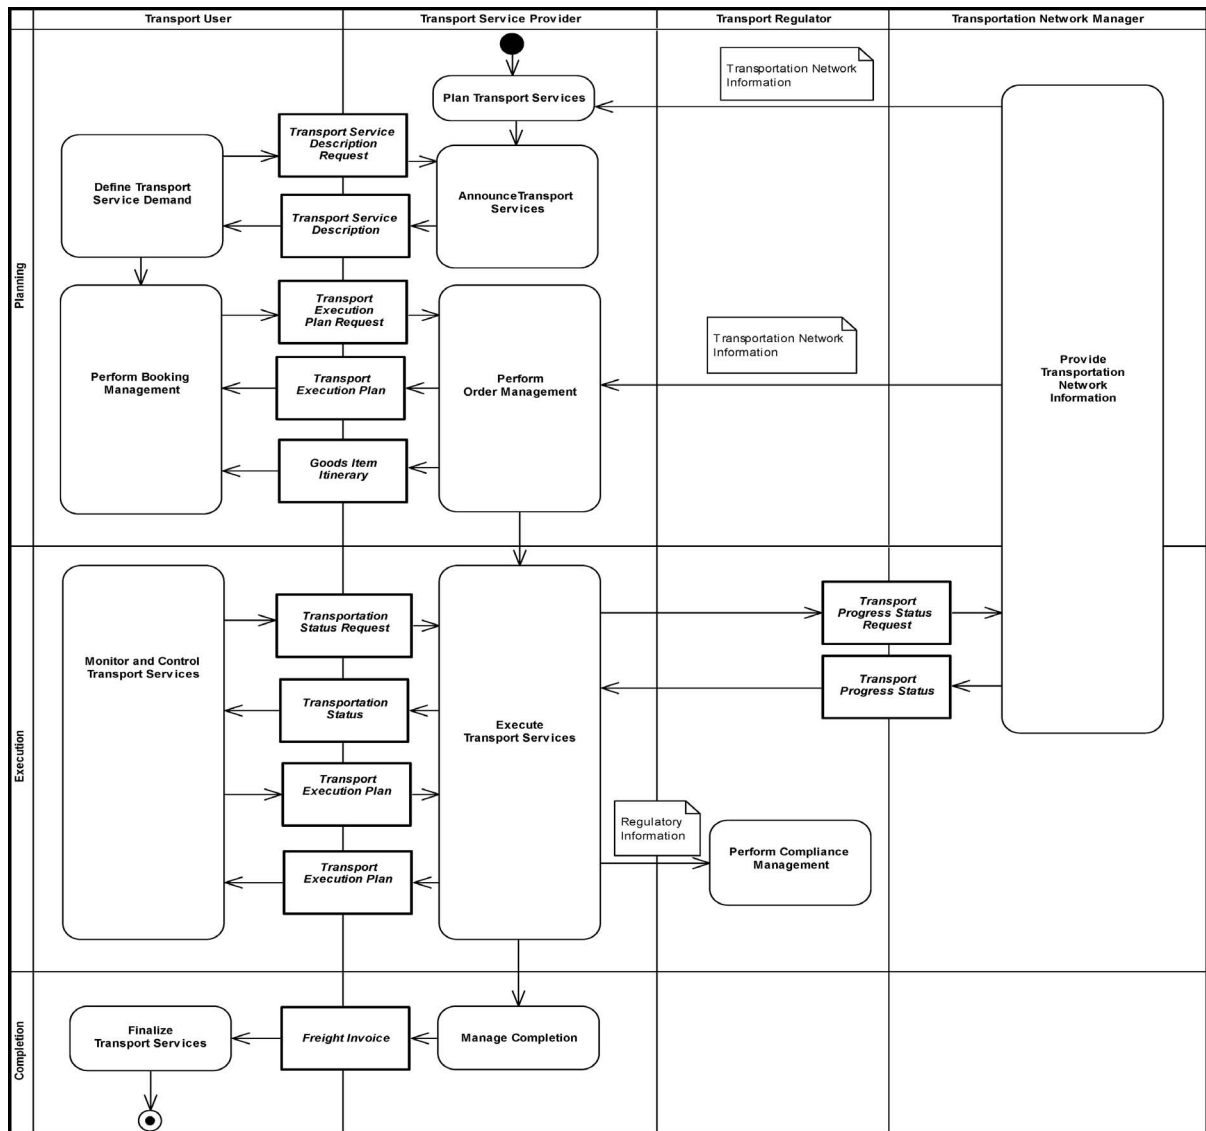 Transport User
Transport Service Provider
Transport Regulator
Transportation Network Manager
Planning
Transportation Network
Information
Plan Transport Services
Transport Service
Description
Request
Define Transport
Service Demand
AnnounceTransport
Services
Transport Service
Description
Transport
Execution
Plan Request
Transportation Network
Information
Perform Booking
Management
Transport
Execution Plan
Perform
Order Management
Provide
Transportation
Network
Information
Goods Item
Itinerary
Execution
Transportation
Status Request
Transport
Progress Status
Request
Monitor and Control
Transport Services
Transport
Progress Status
Transportation
Status
Execute
Transport Services
Transport
Execution Plan
Regulatory
Information
Perform Compliance
Management
Transport
Execution Plan
Completion
Finalize
Transport Services
Freight Invoice
Manage Completion